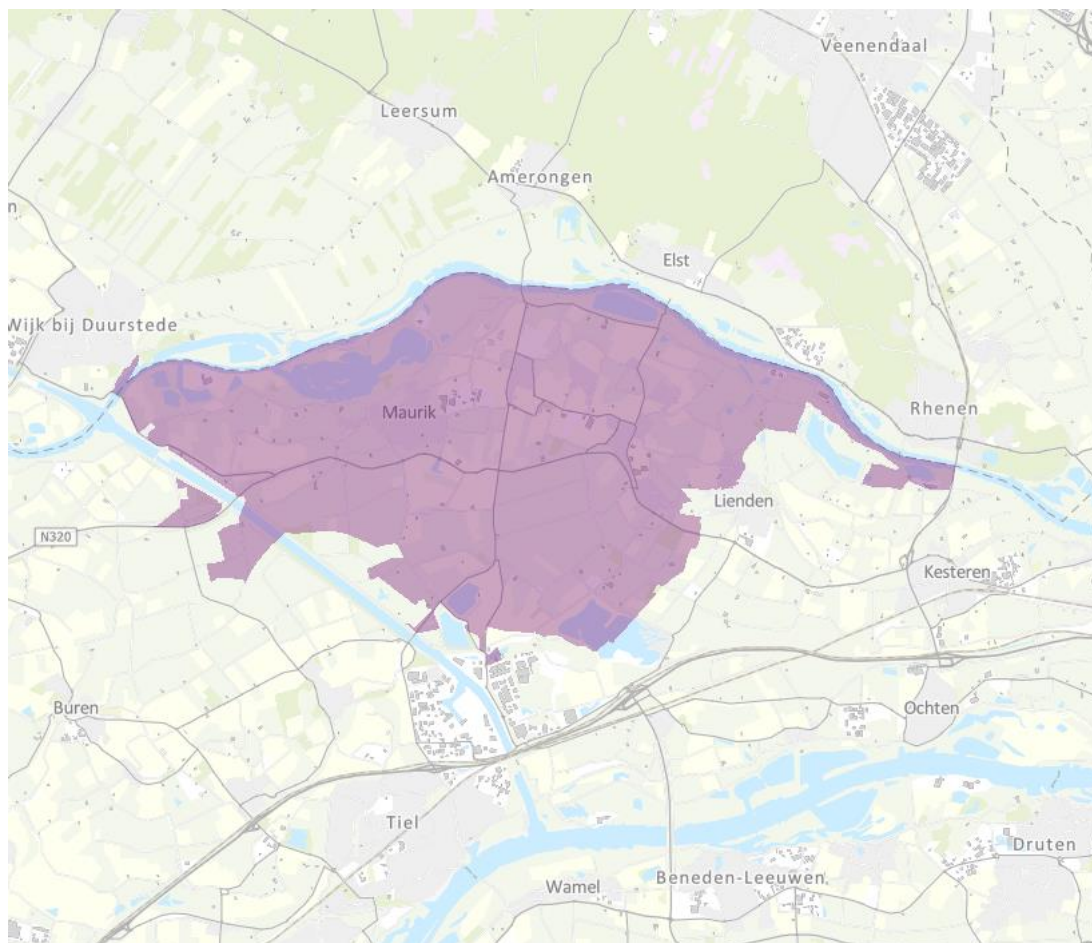 Veenendaal
Leersum
Amerongen
n
Elst
Wijk bij Duurstede
Maurik
Rhenen
Lienden
N320
Kesteren
Buren
Ochten
Tiel
Druten
Beneden-Leeuwen
Wamel